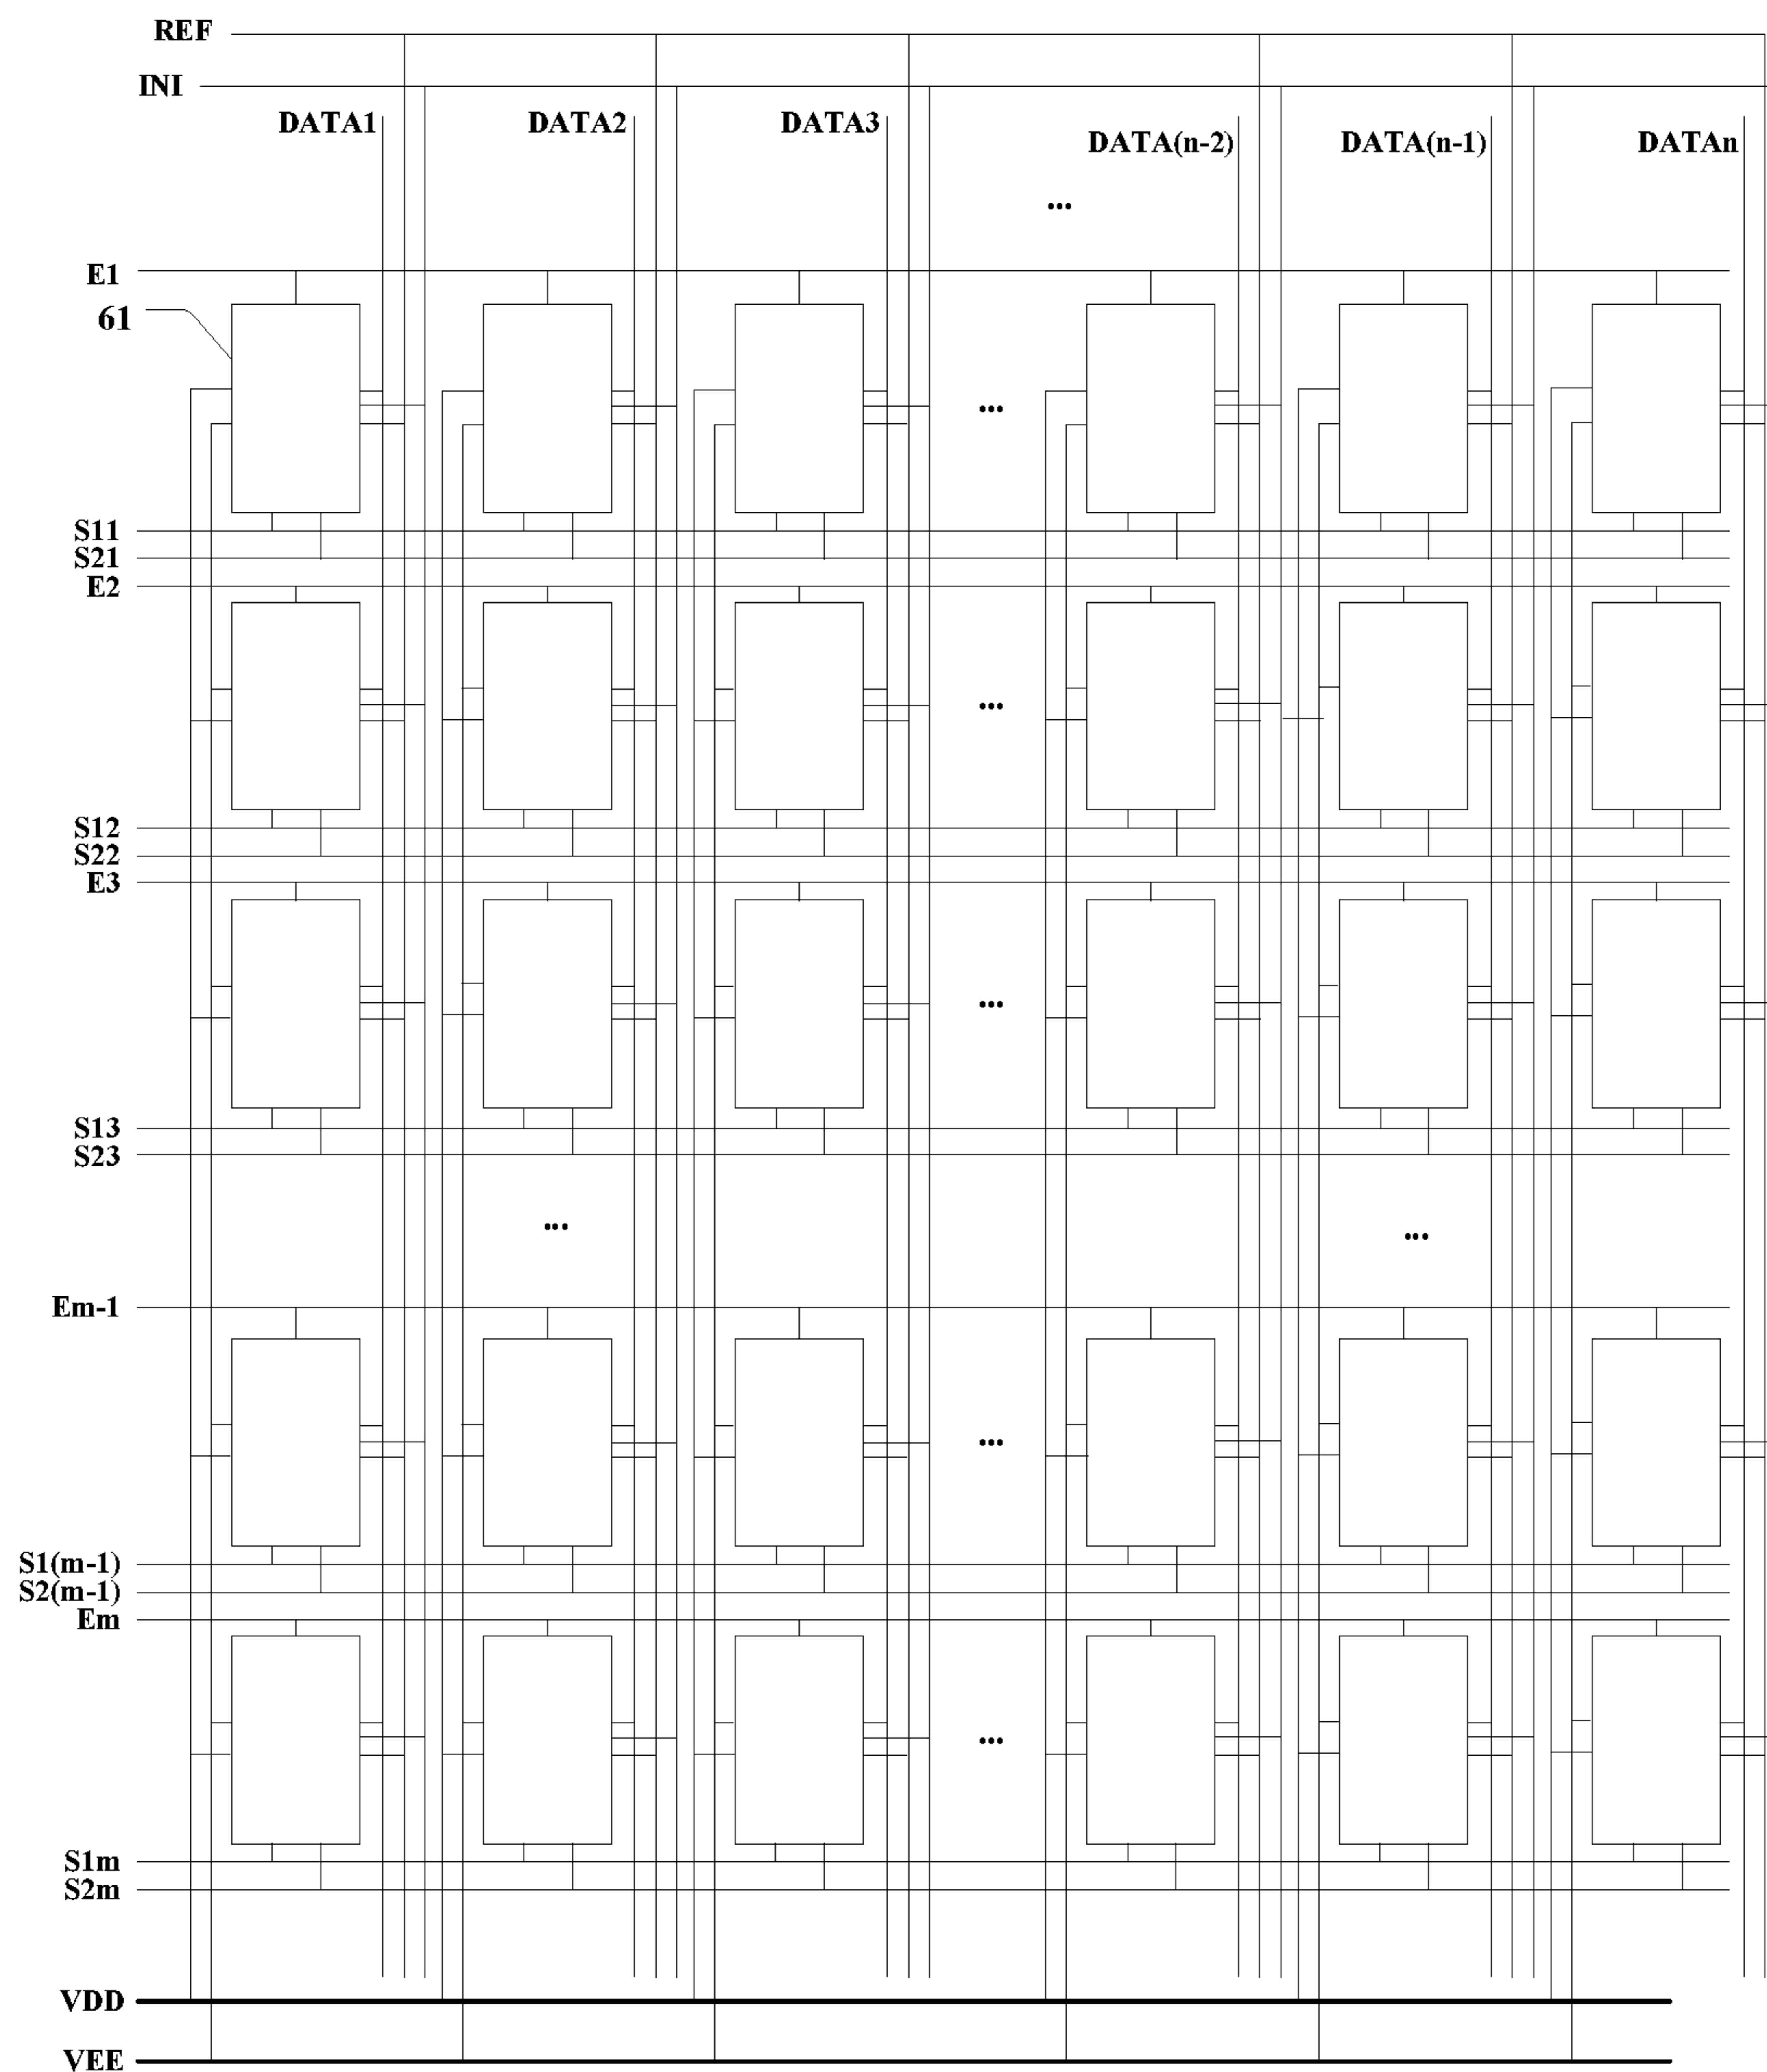 REF
INI
DATA1 DATA2 DATA3 DATA(n-2) DATA(n-1) DATAn
...
E1
61
...
S11
S21
E2
...
S12
S22
E3
...
S13
S23
... ...
Em-1
...
S1(m-1)
S2(m-1)
Em
...
S1m
S2m
VDD
VEE